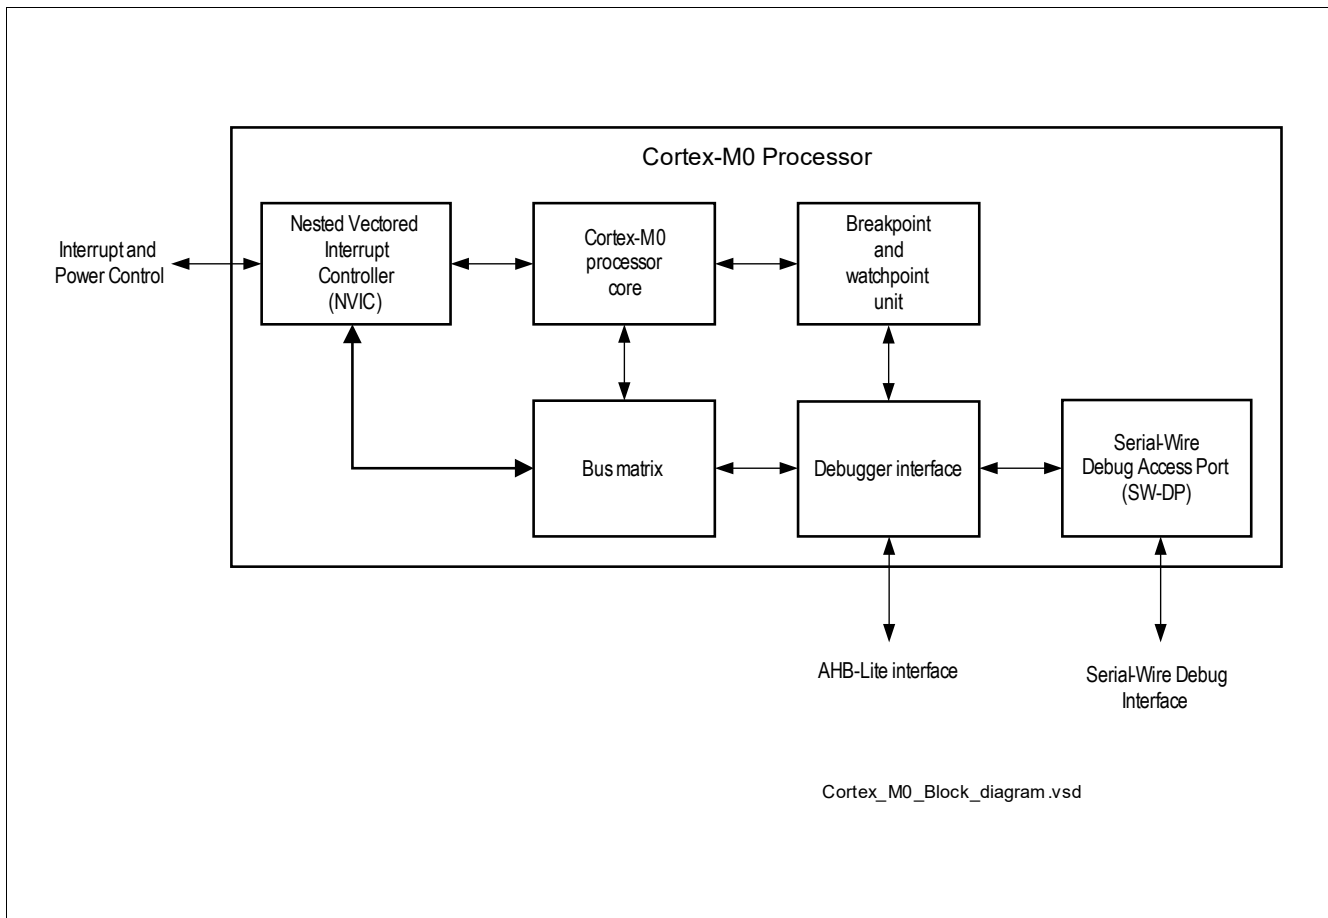 Cortex-M0 Processor
Interrupt and
Power Control
Nested Vectored
Interrupt
Controller
(NVIC)
Cortex-M0
processor
core
Breakpoint
and
watchpoint
unit
Bus matrix
Debugger interface
Serial-Wire
Debug Access Port
(SW-DP)
AHB-Lite interface
Serial-Wire Debug
Interface
Cortex_M0_Block_diagram.vsd